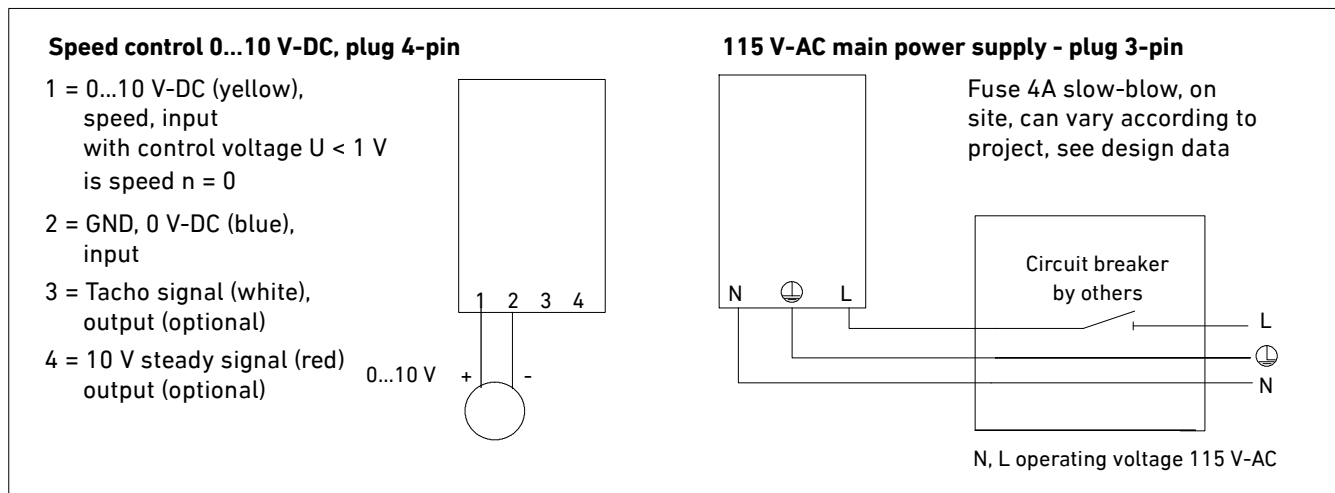 Speed control 0...10 V-DC, plug 4-pin
1 = 0...10 V-DC (yellow),
speed, input
with control voltage U < 1 V
is speed n = 0
2 = GND, 0 V-DC (blue),
input
3 = Tacho signal (white),
output (optional)
4 = 10 V steady signal (red)
output (optional)
1 2 3 4
0...10 V + -
115 V-AC main power supply - plug 3-pin
Fuse 4A slow-blow, on
site, can vary according to
project, see design data
N L
Circuit breaker
by others
L
N
N, L operating voltage 115 V-AC